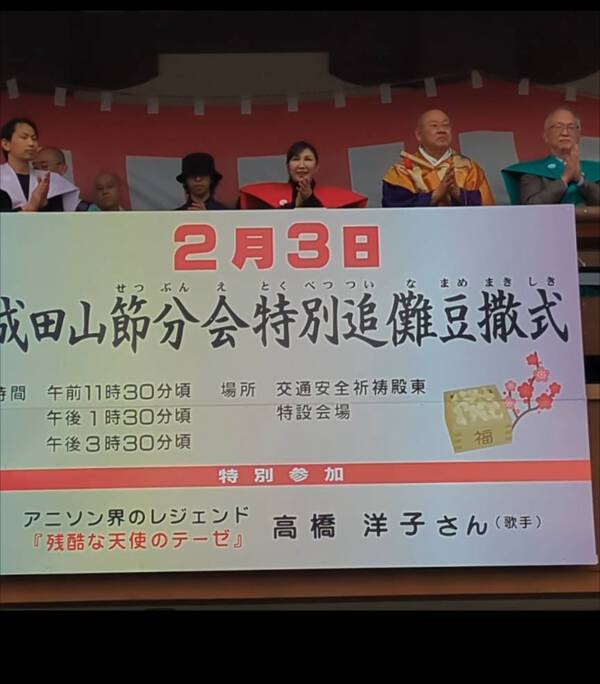 2月3日
せつ ぶん え とく べつ つい な まめ まき しき
成田山節分会特別追儺豆撒式
時間 午前11時30分頃 場所 交通安全祈祷殿東
午後1時30分頃 特設会場
午後3時30分頃
福
特別参加
アニソン界のレジェンド
『残酷な天使のテーゼ』
高橋 洋子さん(歌手)